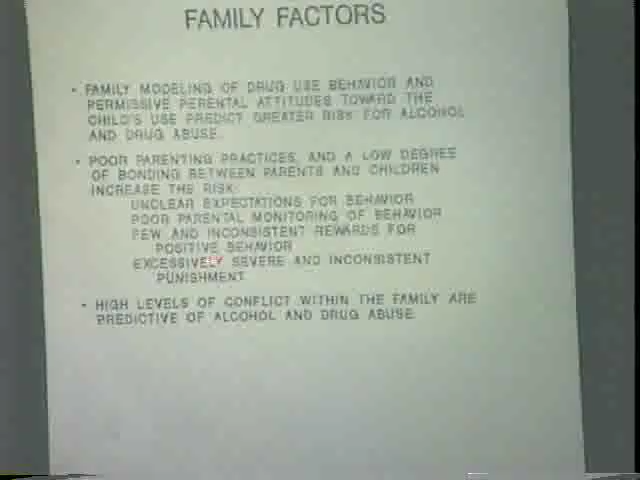 FAMILY FACTORS
• FAMILY MODELING OF DRUG USE BEHAVIOR AND
PERMISSIVE PERENTAL ATTITUDES TOWARD THE
CHILD'S USE PREDICT GREATER RISK FOR ALCOHOL
AND DRUG ABUSE.
• POOR PARENTING PRACTICES, AND A LOW DEGREE
OF BONDING BETWEEN PARENTS AND CHILDREN
INCREASE THE RISK:
UNCLEAR EXPECTATIONS FOR BEHAVIOR
POOR PARENTAL MONITORING OF BEHAVIOR
FEW AND INCONSISTENT REWARDS FOR
POSITIVE BEHAVIOR
EXCESSIVELY SEVERE AND INCONSISTENT
PUNISHMENT
• HIGH LEVELS OF CONFLICT WITHIN THE FAMILY ARE
PREDICTIVE OF ALCOHOL AND DRUG ABUSE.